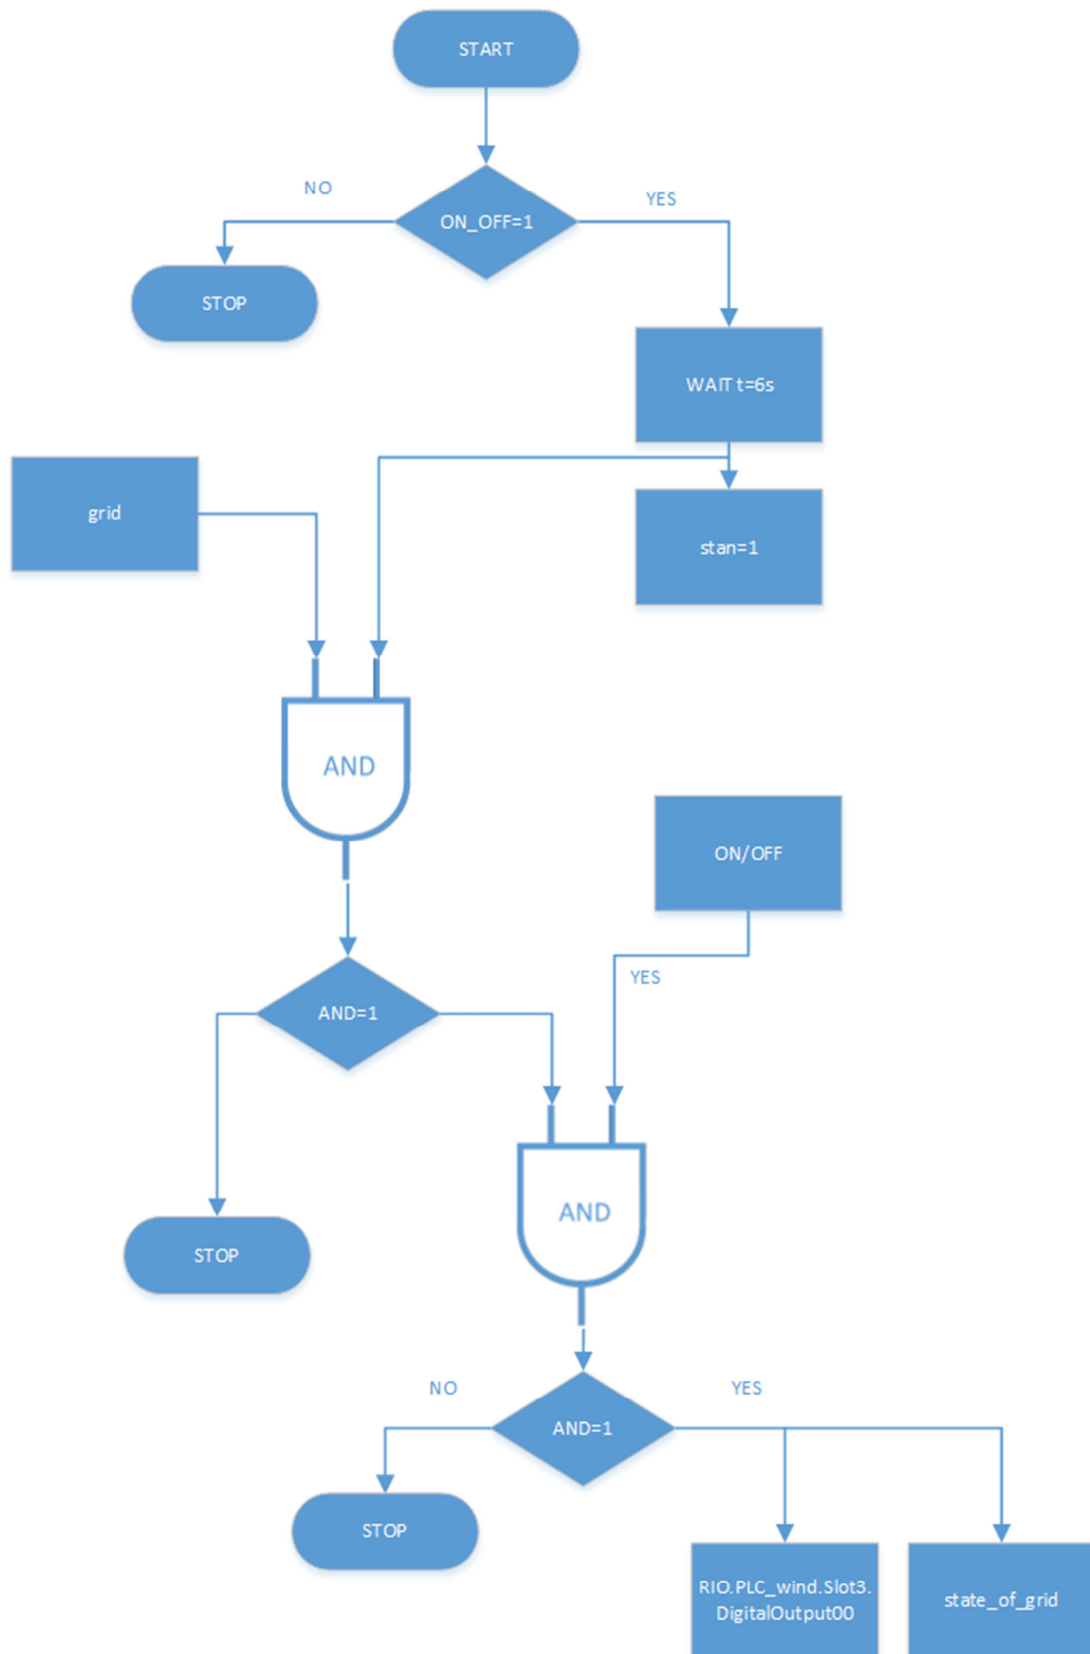 START
NO
YES
ON_OFF=1
STOP
WAIT t=6s
grid
stan=1
AND
ON/OFF
YES
AND=1
AND
STOP
NO
YES
AND=1
STOP
RIO.PLC_wind.Slot3.
DigitalOutput00
state_of_grid